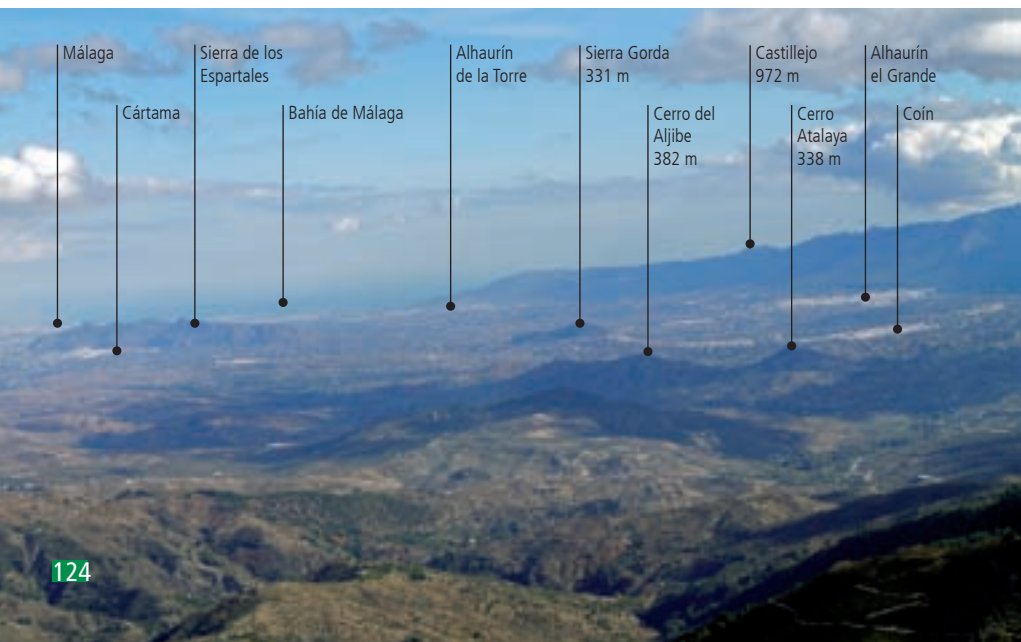 Málaga
Sierra de los
Espartales
Alhaurín
de la Torre
Sierra Gorda
331 m
Castillejo
972 m
Alhaurín
el Grande
Cártama
Bahía de Málaga
Cerro del
Aljibe
382 m
Cerro
Atalaya
338 m
Coín
124